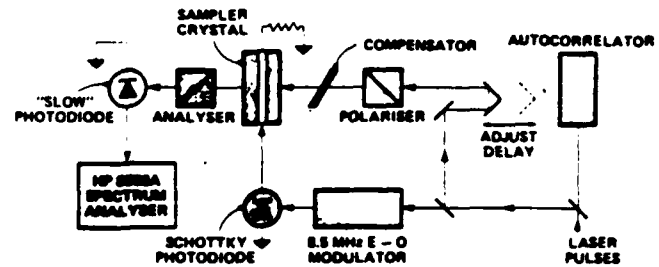 SAMPLER
CRYSTAL
COMPENSATOR
AUTOCORRELATOR
"SLOW"
PHOTODIODE
ANALYSER
POLARISER
ADJUST
DELAY
HP
SPECTRUM
ANALYSER
SCHOTTKY
PHOTODIODE
8.5 MHz E – O
MODULATOR
LASER
PULSES